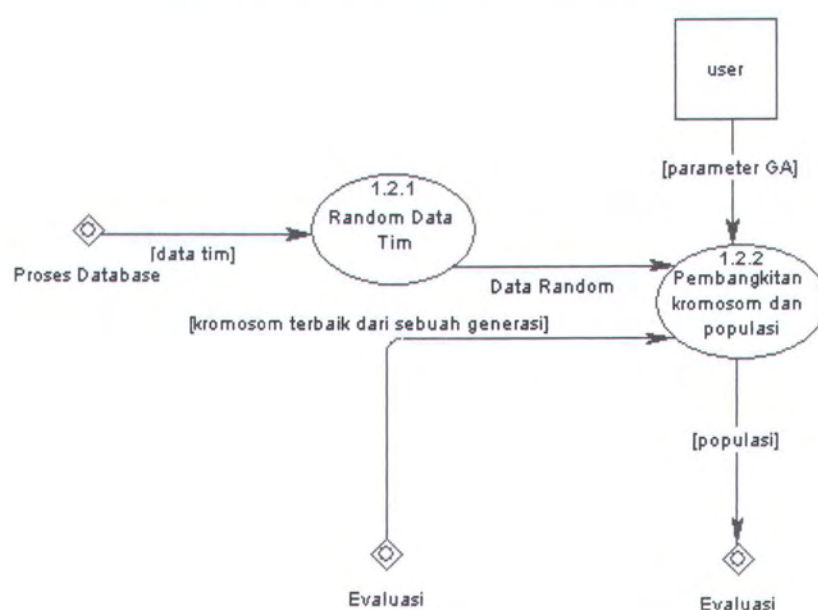 user
[parameter GA]
1.2.1
Random Data
Tim
[data tim]
Proses Database
Data Random
1.2.2
Pembangkitan
kromosom dan
populasi
[kromosom terbaik dari sebuah generasi]
[populasi]
Evaluasi
Evaluasi